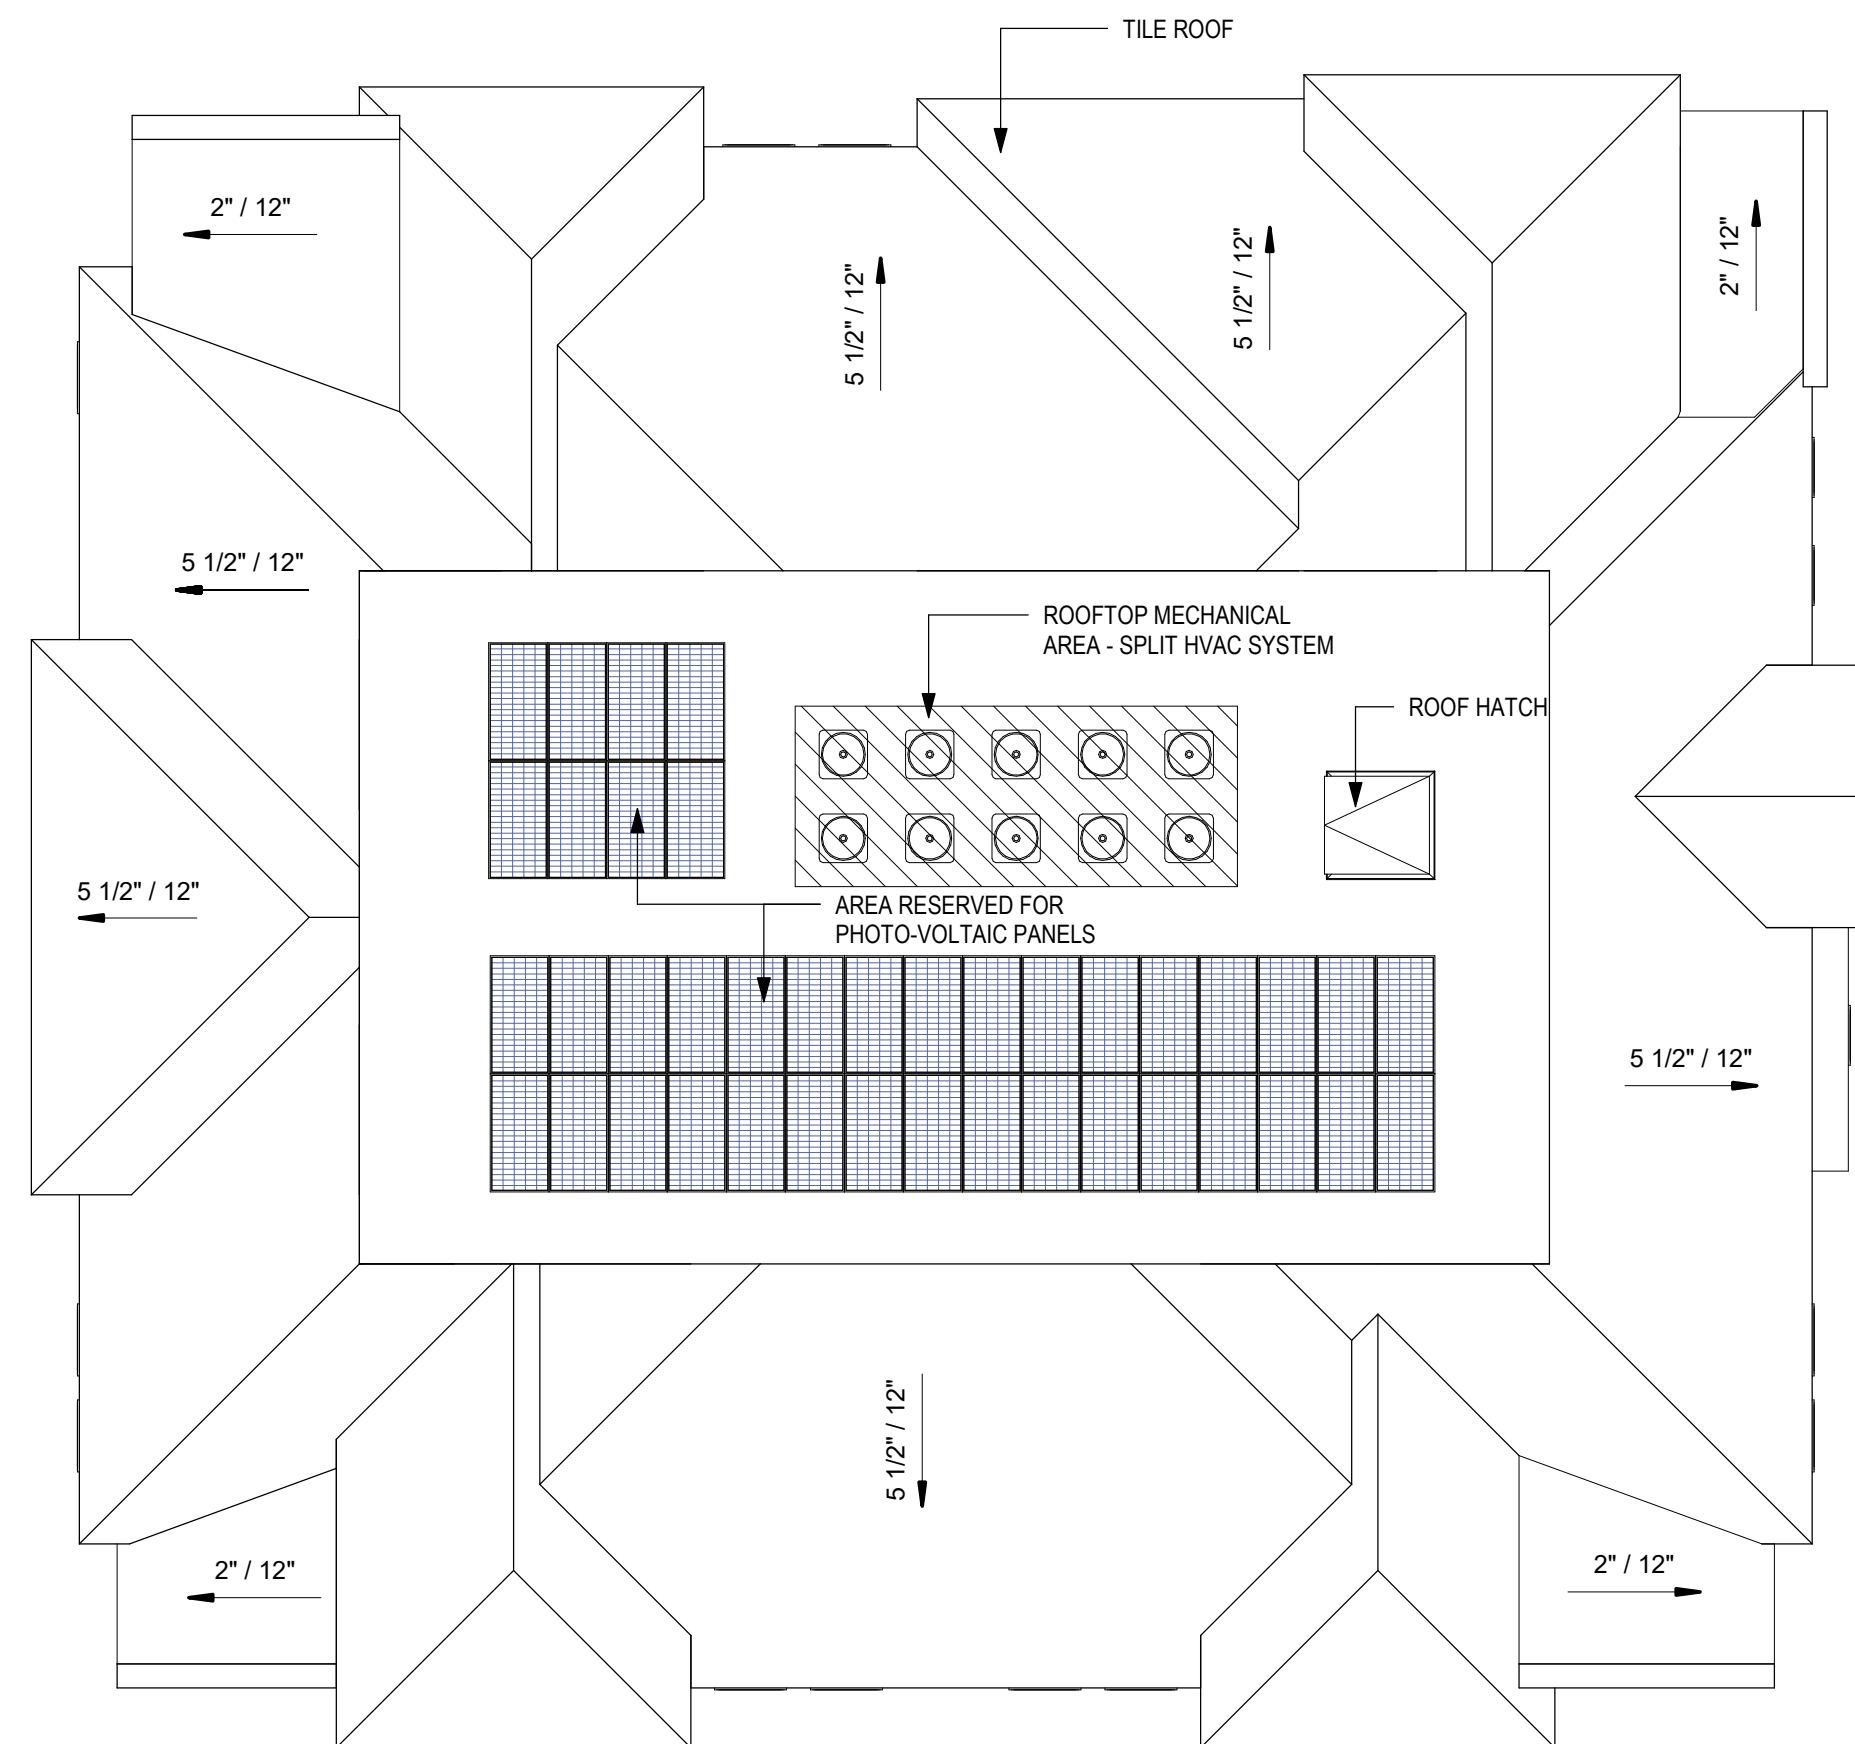 TILE ROOF
2" / 12"
2" / 12"
5 1/2" / 12"
5 1/2" / 12"
5 1/2" / 12"
ROOFTOP MECHANICAL
AREA - SPLIT HVAC SYSTEM
ROOF HATCH
5 1/2" / 12"
AREA RESERVED FOR
PHOTO-VOLTAIC PANELS
5 1/2" / 12"
5 1/2" / 12"
2" / 12"
2" / 12"